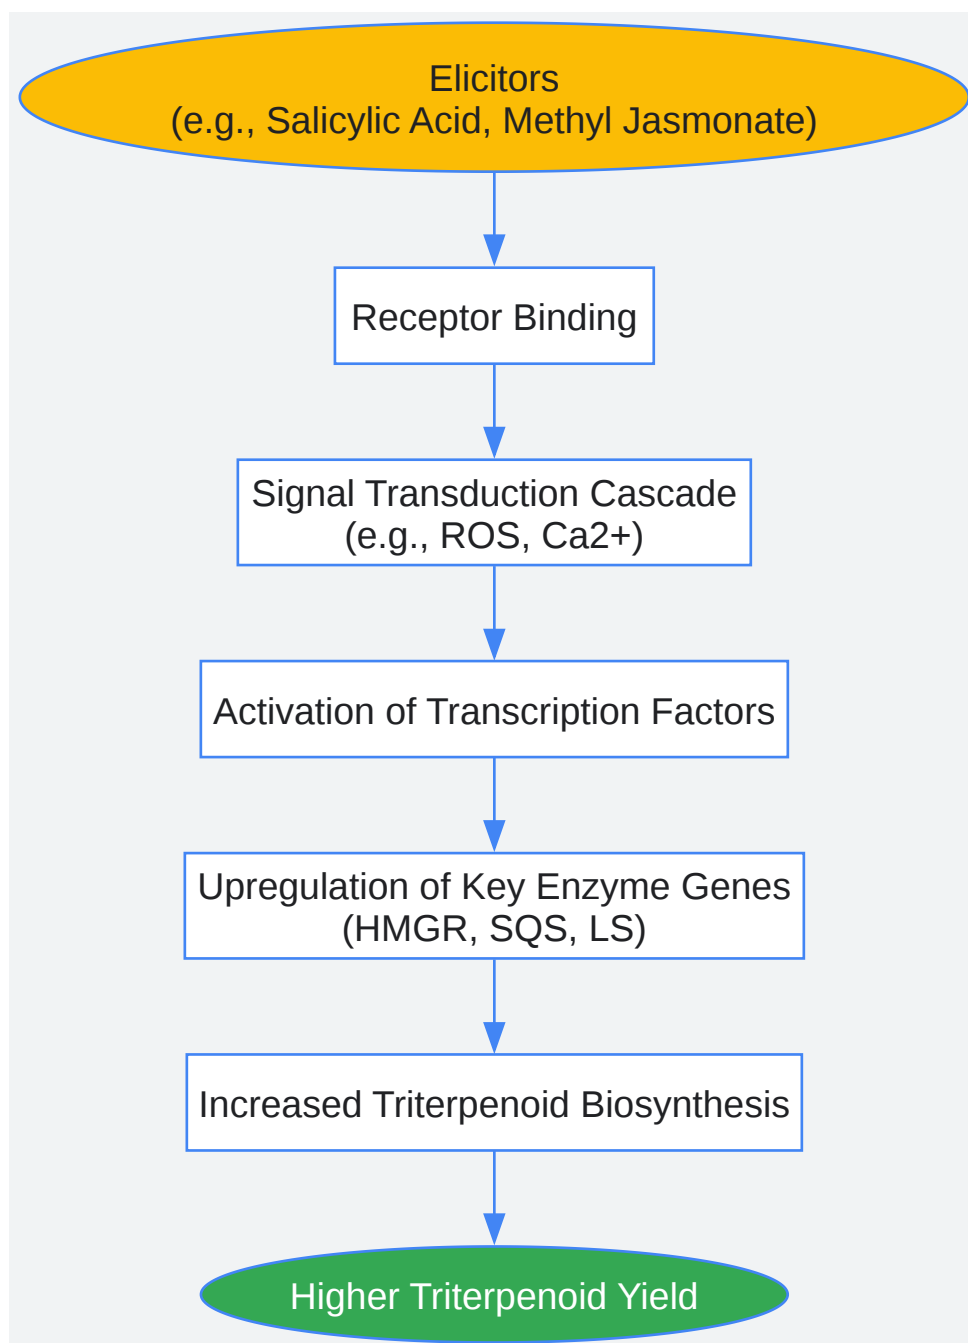 Elicitors
(e.g., Salicylic Acid, Methyl Jasmonate)
Receptor Binding
Signal Transduction Cascade
(e.g., ROS, Ca2+)
Activation of Transcription Factors
Upregulation of Key Enzyme Genes
(HMGR, SQS, LS)
Increased Triterpenoid Biosynthesis
Higher Triterpenoid Yield